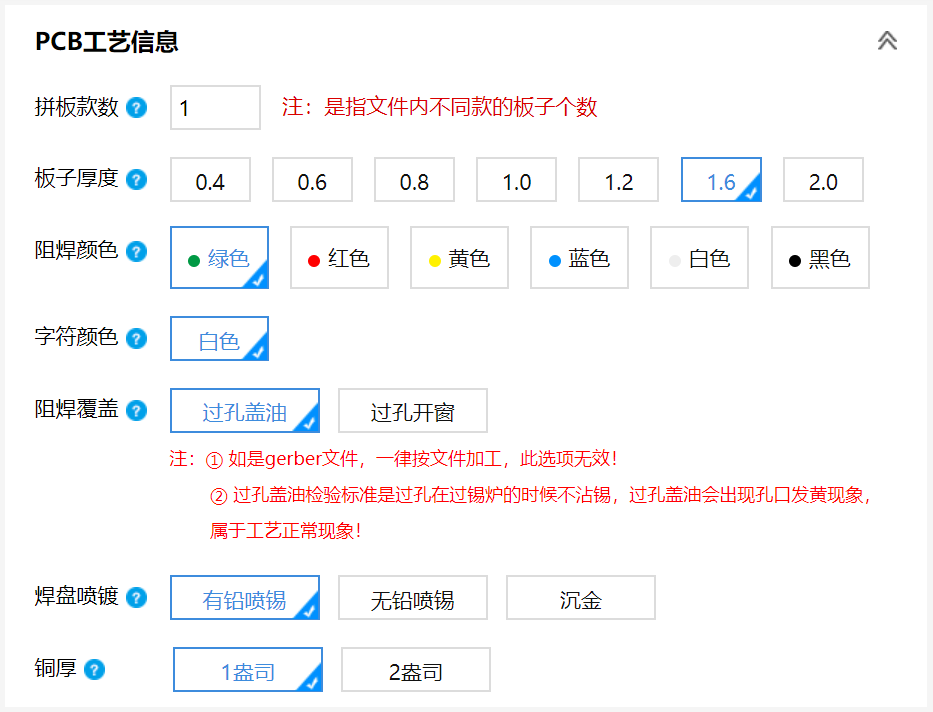 PCB工艺信息
拼板款数 ? 1 注：是指文件内不同款的板子个数
板子厚度 ? 0.4 0.6 0.8 1.0 1.2 1.6 2.0
阻焊颜色 ? 绿色 红色 黄色 蓝色 白色 黑色
字符颜色 ? 白色
阻焊覆盖 ? 过孔盖油 过孔开窗
注：① 如是gerber文件，一律按文件加工，此选项无效！
② 过孔盖油检验标准是过孔在过锡炉的时候不沾锡，过孔盖油会出现孔口发黄现象，
属于工艺正常现象！
焊盘喷镀 ? 有铅喷锡 无铅喷锡 沉金
铜厚 ? 1盎司 2盎司